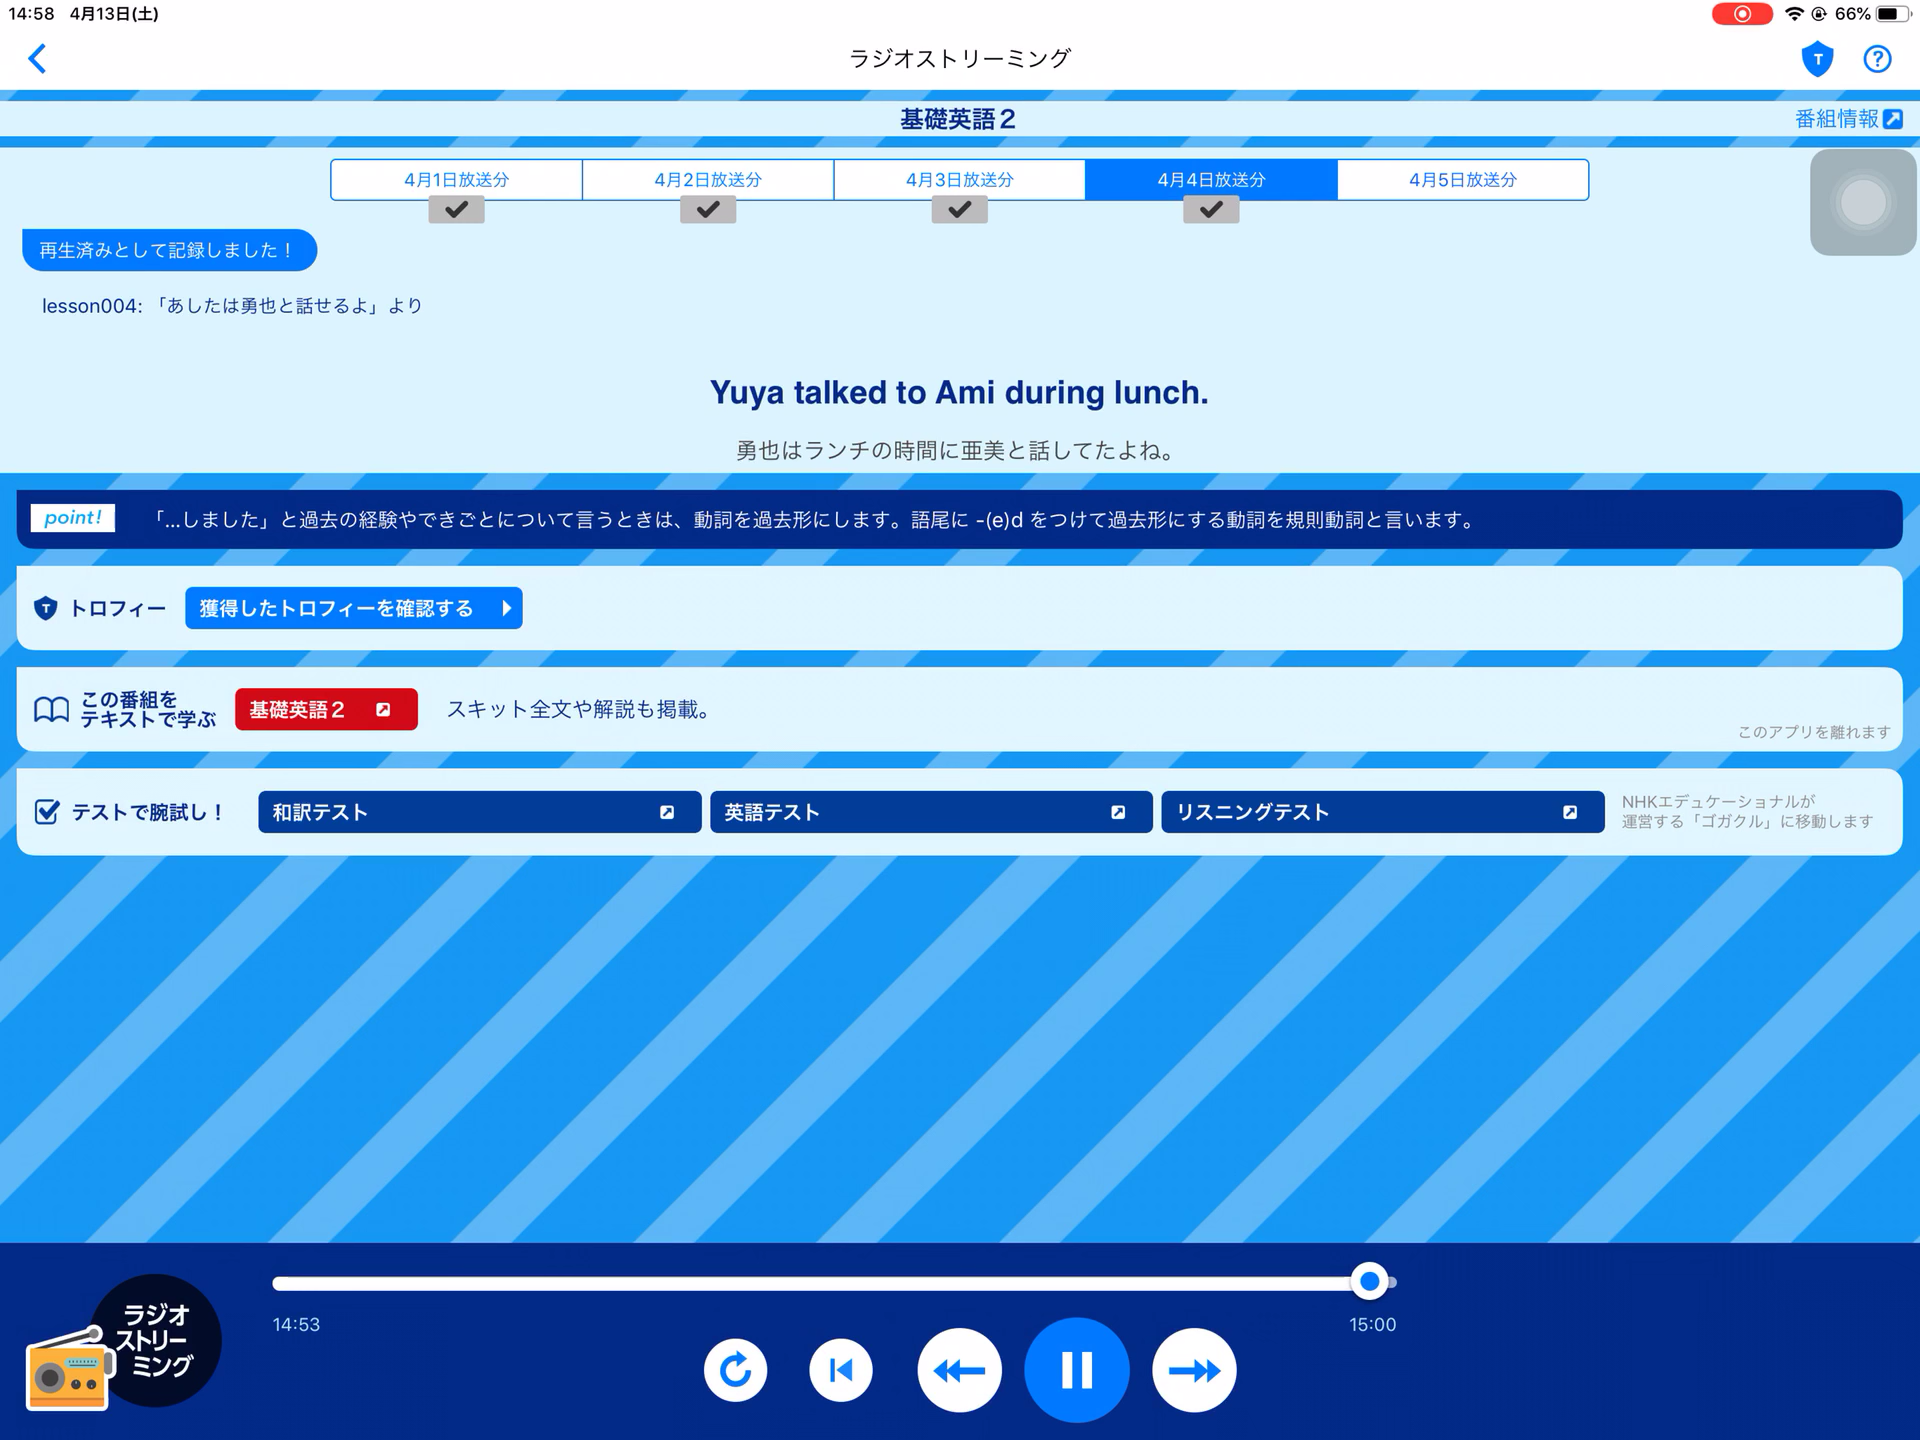 14:58 4月13日(土)
66%
ラジオストリーミング
T
?
基礎英語2
番組情報
4月1日放送分
4月2日放送分
4月3日放送分
4月4日放送分
4月5日放送分
再生済みとして記録しました！
lesson004: 「あしたは勇也と話せるよ」より
Yuya talked to Ami during lunch.
勇也はランチの時間に亜美と話してたよね。
point!
「...しました」と過去の経験やできごとについて言うときは、動詞を過去形にします。語尾に -(e)d をつけて過去形にする動詞を規則動詞と言います。
T トロフィー
獲得したトロフィーを確認する
この番組を
テキストで学ぶ
基礎英語2
スキット全文や解説も掲載。
このアプリを離れます
テストで腕試し！
和訳テスト
英語テスト
リスニングテスト
NHKエデュケーショナルが
運営する「ゴガクル」に移動します
14:53
15:00
ラジオ
ストリー
ミング